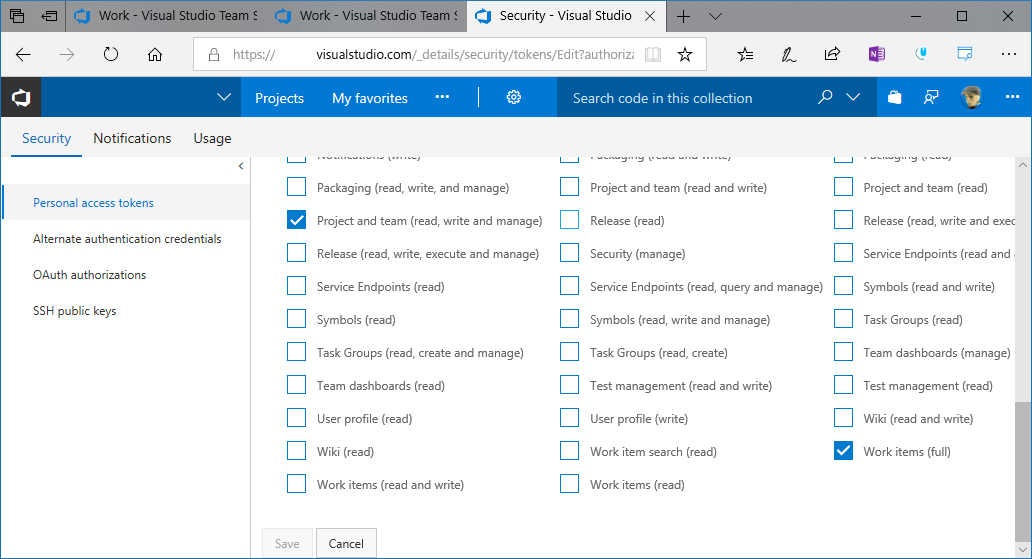 Work - Visual Studio Team S
Work - Visual Studio Team S
Security - Visual Studio
https://
visualstudio.com/_details/security/tokens/Edit?authoriza
Projects
My favorites
Search code in this collection
Security
Notifications
Usage
Personal access tokens
Alternate authentication credentials
OAuth authorizations
SSH public keys
Notifications (write)
Packaging (read and write)
Packaging (read)
Packaging (read, write, and manage)
Project and team (read and write)
Project and team (read)
Project and team (read, write and manage)
Release (read)
Release (read, write and exec
Release (read, write, execute and manage)
Security (manage)
Service Endpoints (read and
Service Endpoints (read)
Service Endpoints (read, query and manage)
Symbols (read and write)
Symbols (read)
Symbols (read, write and manage)
Task Groups (read)
Task Groups (read, create and manage)
Task Groups (read, create)
Team dashboards (manage)
Team dashboards (read)
Test management (read and write)
Test management (read)
User profile (read)
User profile (write)
Wiki (read and write)
Wiki (read)
Work item search (read)
Work items (full)
Work items (read and write)
Work items (read)
Save
Cancel